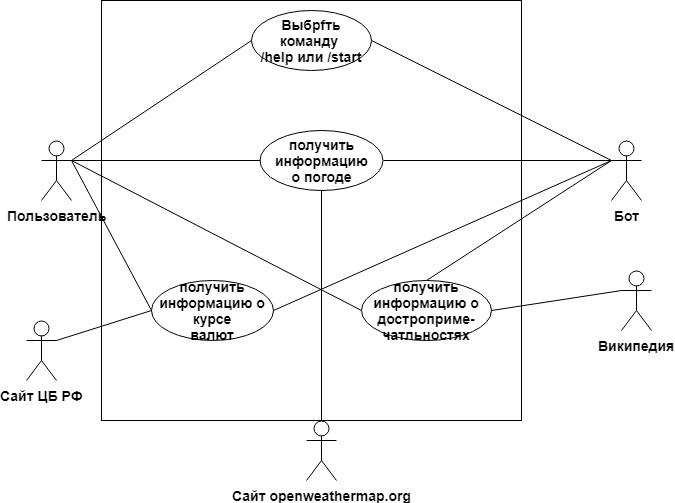 Выбрfть
команду
/help или /start
получить
информацию
о погоде
Пользователь
Бот
получить
информацию о
курсе
валют
получить
информацию о
достроприме-
чатльностях
Википедия
Сайт ЦБ РФ
Сайт openweathermap.org